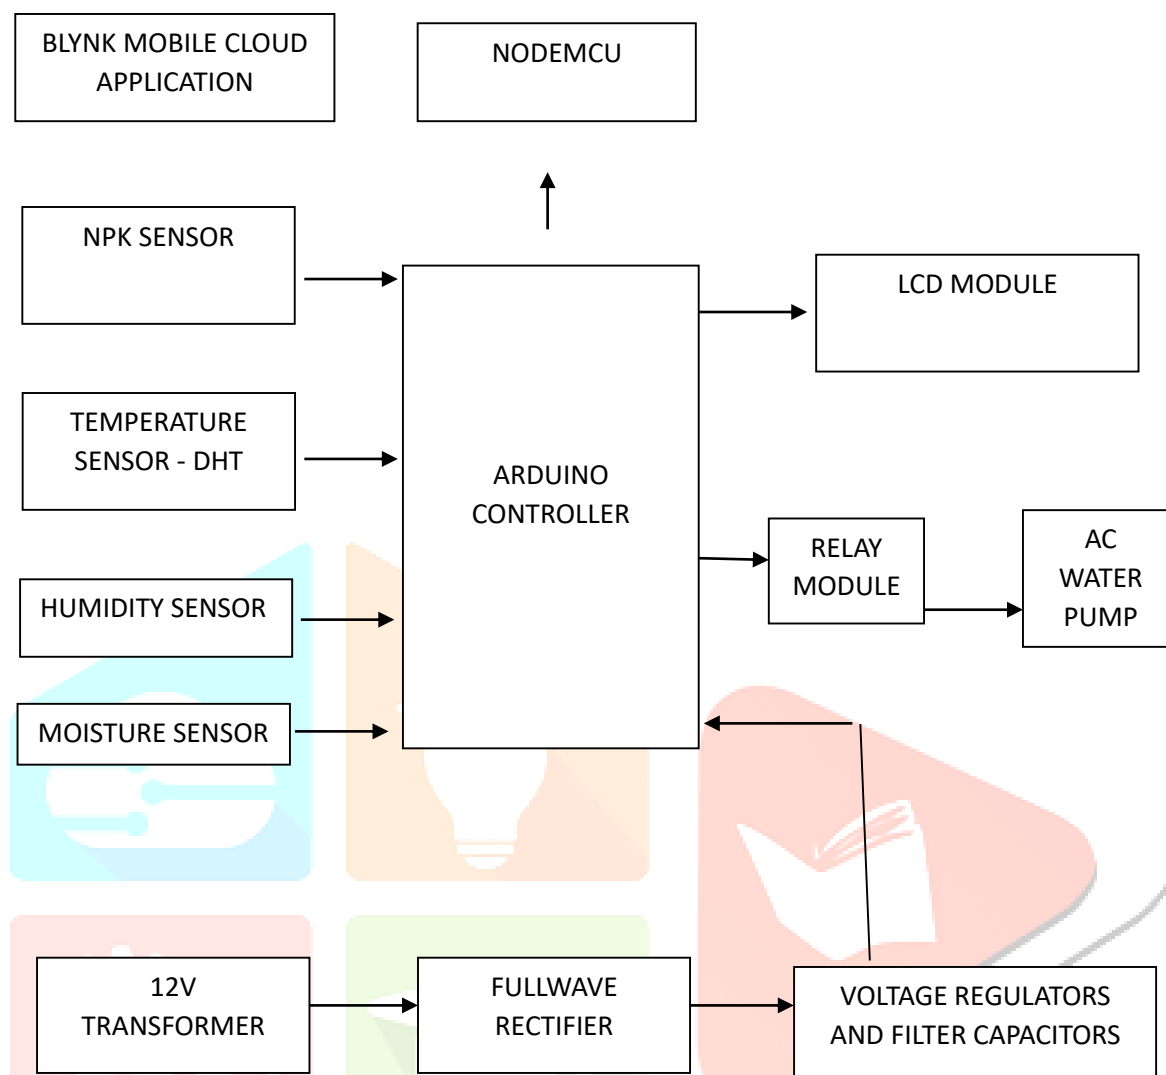 BLYNK MOBILE CLOUD
APPLICATION
NODEMCU
NPK SENSOR
LCD MODULE
TEMPERATURE
SENSOR - DHT
ARDUINO
CONTROLLER
RELAY
MODULE
AC
WATER
PUMP
HUMIDITY SENSOR
MOISTURE SENSOR
12V
TRANSFORMER
FULLWAVE
RECTIFIER
VOLTAGE REGULATORS
AND FILTER CAPACITORS